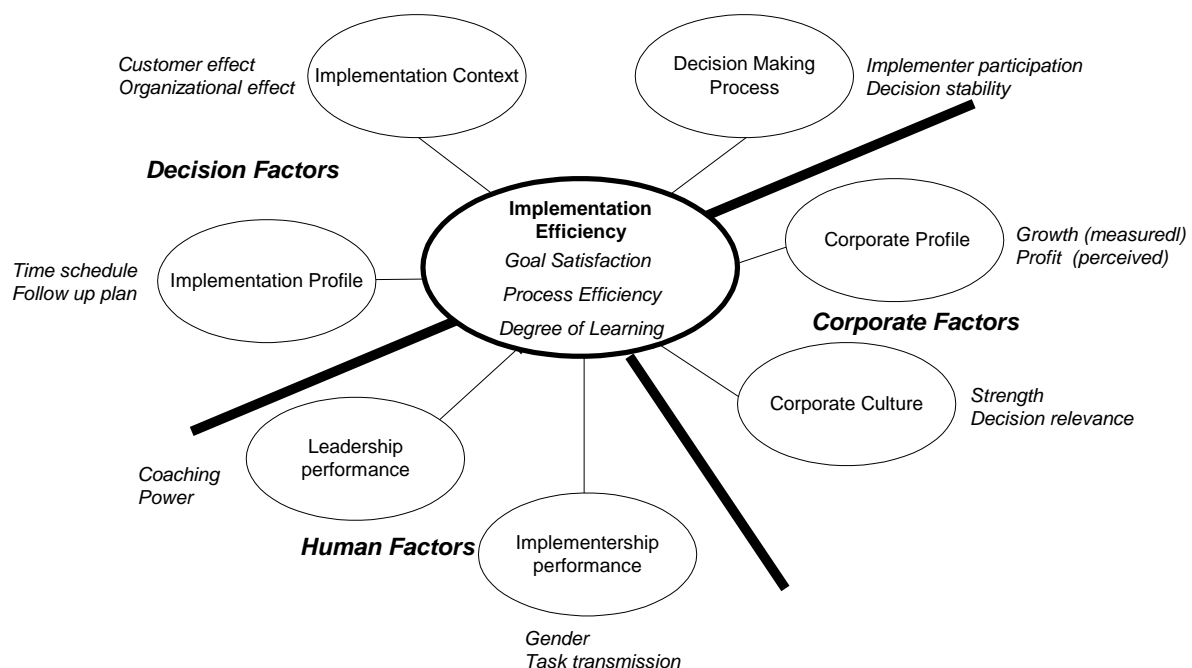 Customer effect
Organizational effect
Implementation Context
Decision Making
Process
Implementer participation
Decision stability
Decision Factors
Implementation
Efficiency
Goal Satisfaction
Process Efficiency
Degree of Learning
Corporate Profile
Growth (measuredl)
Profit  (perceived)
Time schedule
Follow up plan
Implementation Profile
Corporate Factors
Corporate Culture
Strength
Decision relevance
Leadership
performance
Coaching
Power
Human Factors
Implementership
performance
Gender
Task transmission